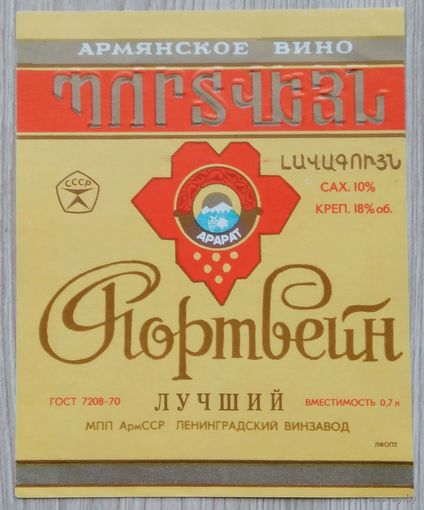 АРМЯНСКОЕ ВИНО
ՊՈՐՏՎԵՅՆ
ԼԱՎԱԳՈՒՅՆ
СССР
САХ. 10%
КРЕП. 18% об.
АРАРАТ
Портвейн
ГОСТ 7208-70
ЛУЧШИЙ
ВМЕСТИМОСТЬ 0,7 л
МПП АрмССР ЛЕНИНГРАДСКИЙ ВИНЗАВОД
ЛФОП2